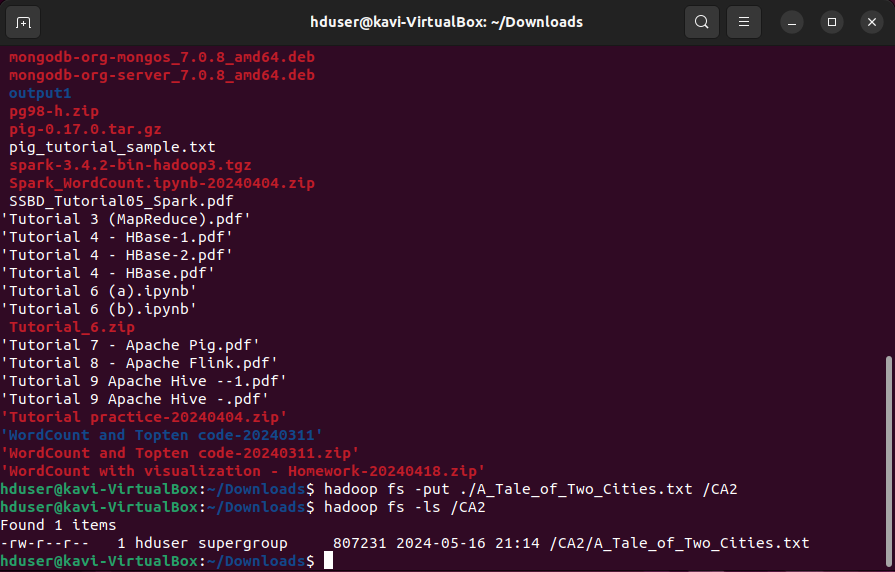 hduser@kavi-VirtualBox: ~/Downloads
mongodb-org-mongos_7.0.8_amd64.deb
mongodb-org-server_7.0.8_amd64.deb
output1
pg98-h.zip
pig-0.17.0.tar.gz
pig_tutorial_sample.txt
spark-3.4.2-bin-hadoop3.tgz
Spark_WordCount.ipynb-20240404.zip
SSBD_Tutorial05_Spark.pdf
'Tutorial 3 (MapReduce).pdf'
'Tutorial 4 - HBase-1.pdf'
'Tutorial 4 - HBase-2.pdf'
'Tutorial 4 - HBase.pdf'
'Tutorial 6 (a).ipynb'
'Tutorial 6 (b).ipynb'
Tutorial_6.zip
'Tutorial 7 - Apache Pig.pdf'
'Tutorial 8 - Apache Flink.pdf'
'Tutorial 9 Apache Hive --1.pdf'
'Tutorial 9 Apache Hive -.pdf'
'Tutorial practice-20240404.zip'
'WordCount and Topten code-20240311'
'WordCount and Topten code-20240311.zip'
'WordCount with visualization - Homework-20240418.zip'
hduser@kavi-VirtualBox:~/Downloads$ hadoop fs -put ./A_Tale_of_Two_Cities.txt /CA2
hduser@kavi-VirtualBox:~/Downloads$ hadoop fs -ls /CA2
Found 1 items
-rw-r--r--   1 hduser supergroup     807231 2024-05-16 21:14 /CA2/A_Tale_of_Two_Cities.txt
hduser@kavi-VirtualBox:~/Downloads$